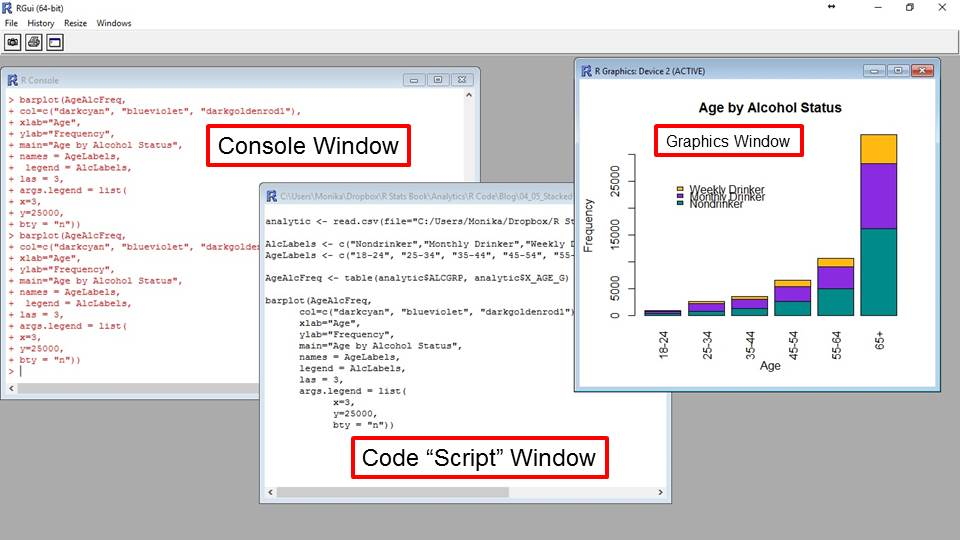 RGui (64-bit)
File History Resize Windows
R Console
> barplot(AgeAlcFreq,
+ col=c("darkcyan", "blueviolet", "darkgoldenrod1"),
+ xlab="Age",
+ ylab="Frequency",
+ main="Age by Alcohol Status",
+ names = AgeLabels,
+  legend = AlcLabels,
+ las = 3,
+ args.legend = list(
+ x=3,
+ y=25000,
+ bty = "n"))
> barplot(AgeAlcFreq,
+ col=c("darkcyan", "blueviolet", "darkgolden
+ xlab="Age",
+ ylab="Frequency",
+ main="Age by Alcohol Status",
+ names = AgeLabels,
+  legend = AlcLabels,
+ las = 3,
+ args.legend = list(
+ x=3,
+ y=25000,
+ bty = "n"))
>
Console Window
C:\Users\Monika\Dropbox\R Stats Book\Analytics\R Code\Blog\04_05_Stacked
analytic <- read.csv(file="C:/Users/Monika/Dropbox/R St
AlcLabels <- c("Nondrinker","Monthly Drinker","Weekly D
AgeLabels <- c("18-24", "25-34", "35-44", "45-54", "55-
AgeAlcFreq <- table(analytic$ALCGRP, analytic$X_AGE_G)
barplot(AgeAlcFreq,
col=c("darkcyan", "blueviolet", "darkgoldenrod1")
xlab="Age",
ylab="Frequency",
main="Age by Alcohol Status",
names = AgeLabels,
legend = AlcLabels,
las = 3,
args.legend = list(
x=3,
y=25000,
bty = "n"))
Code “Script” Window
R Graphics: Device 2 (ACTIVE)
Age by Alcohol Status
Graphics Window
Weekly Drinker
Monthly Drinker
Nondrinker
Frequency
25000
15000
5000
0
18-24
25-34
35-44
45-54
55-64
65+
Age